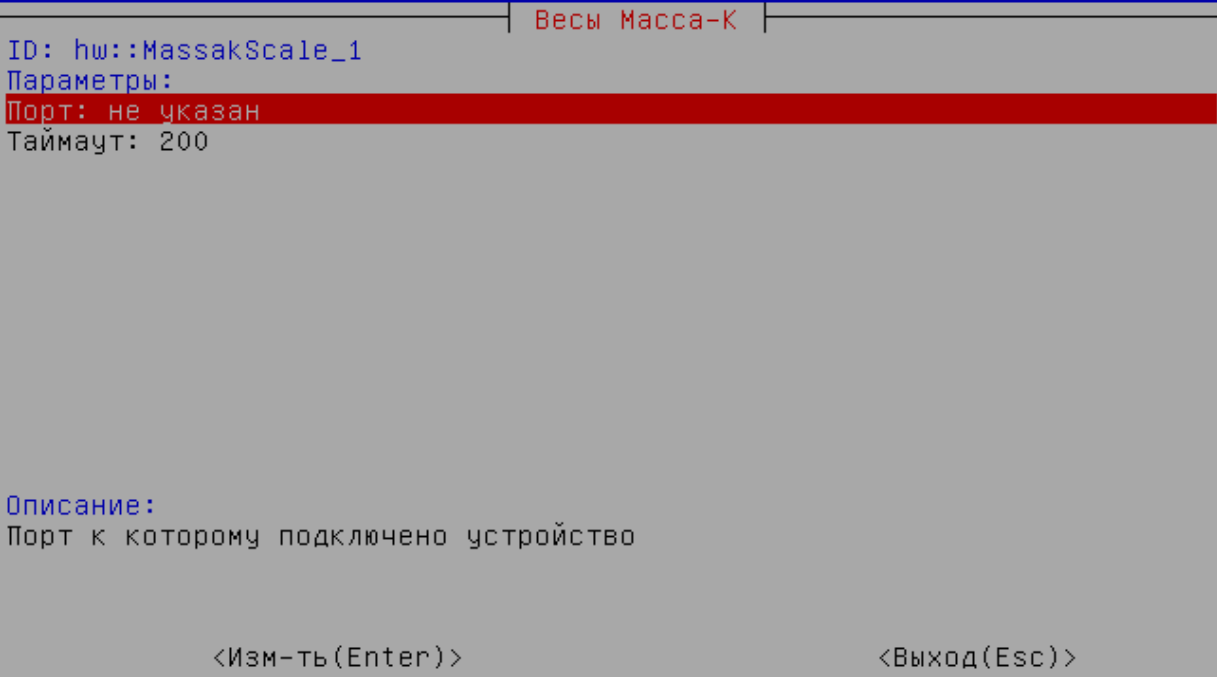 Весы Масса-К
ID: hw::MassakScale_1
Параметры:
Порт: не указан
Таймаут: 200
Описание:
Порт к которому подключено устройство
<Изм-ть(Enter)> <Выход(Esc)>